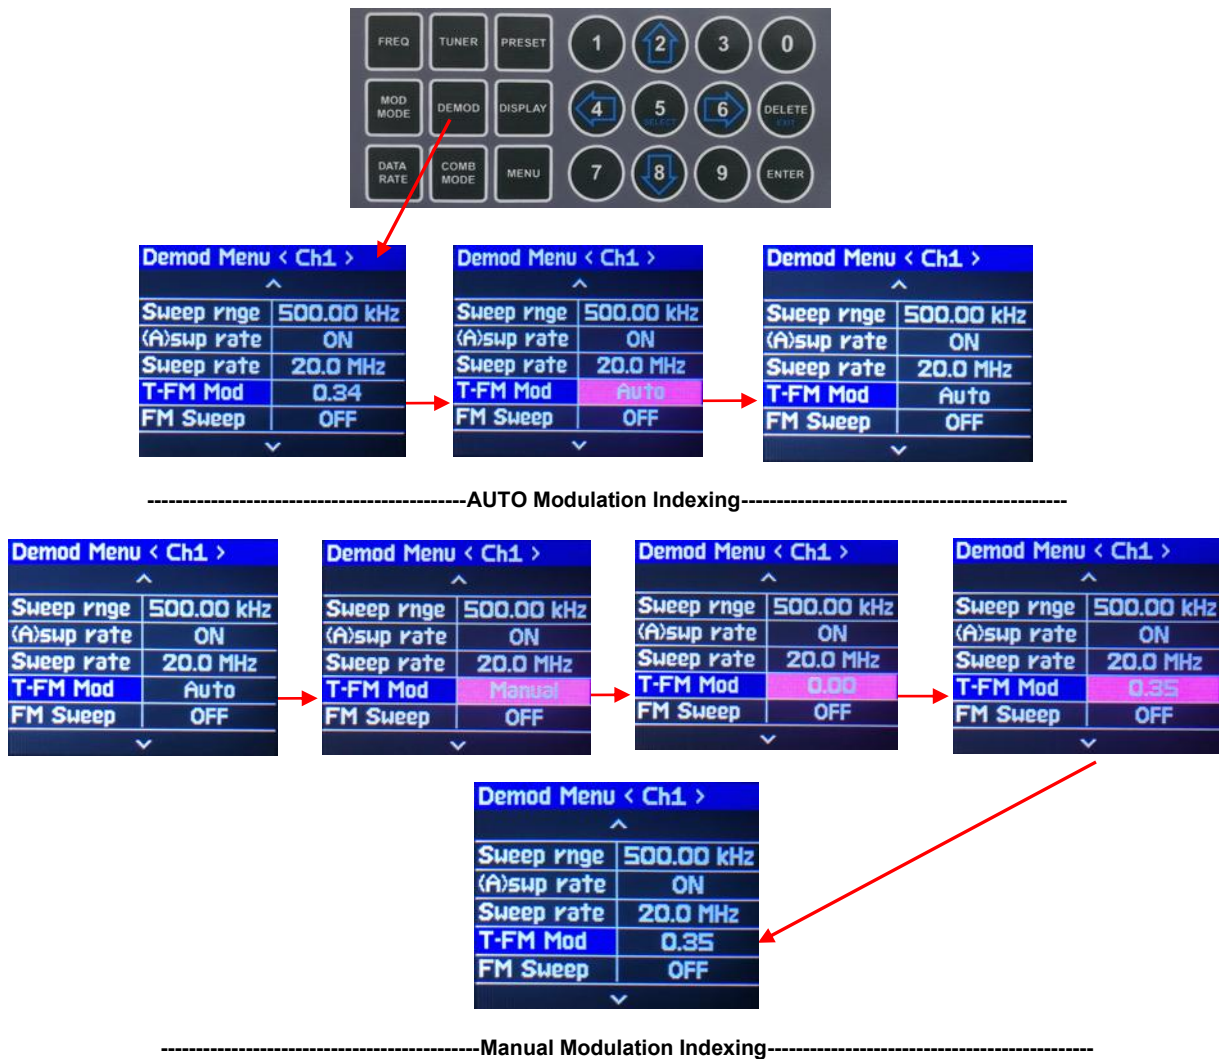 FREQ TUNER PRESET 1 2 3 0
MOD MODE DEMOD DISPLAY 4 5 SELECT 6 DELETE EXIT
DATA RATE COMB MODE MENU 7 8 9 ENTER
Demod Menu < Ch1 >
Sweep rnge 500.00 kHz
(A)swp rate ON
Sweep rate 20.0 MHz
T-FM Mod 0.34
FM Sweep OFF
Demod Menu < Ch1 >
Sweep rnge 500.00 kHz
(A)swp rate ON
Sweep rate 20.0 MHz
T-FM Mod Auto
FM Sweep OFF
Demod Menu < Ch1 >
Sweep rnge 500.00 kHz
(A)swp rate ON
Sweep rate 20.0 MHz
T-FM Mod Auto
FM Sweep OFF
----------------------------------------------AUTO Modulation Indexing-----------------------------------------------
Demod Menu < Ch1 >
Sweep rnge 500.00 kHz
(A)swp rate ON
Sweep rate 20.0 MHz
T-FM Mod Auto
FM Sweep OFF
Demod Menu < Ch1 >
Sweep rnge 500.00 kHz
(A)swp rate ON
Sweep rate 20.0 MHz
T-FM Mod Manual
FM Sweep OFF
Demod Menu < Ch1 >
Sweep rnge 500.00 kHz
(A)swp rate ON
Sweep rate 20.0 MHz
T-FM Mod 0.00
FM Sweep OFF
Demod Menu < Ch1 >
Sweep rnge 500.00 kHz
(A)swp rate ON
Sweep rate 20.0 MHz
T-FM Mod 0.35
FM Sweep OFF
Demod Menu < Ch1 >
Sweep rnge 500.00 kHz
(A)swp rate ON
Sweep rate 20.0 MHz
T-FM Mod 0.35
FM Sweep OFF
----------------------------------------------Manual Modulation Indexing-----------------------------------------------